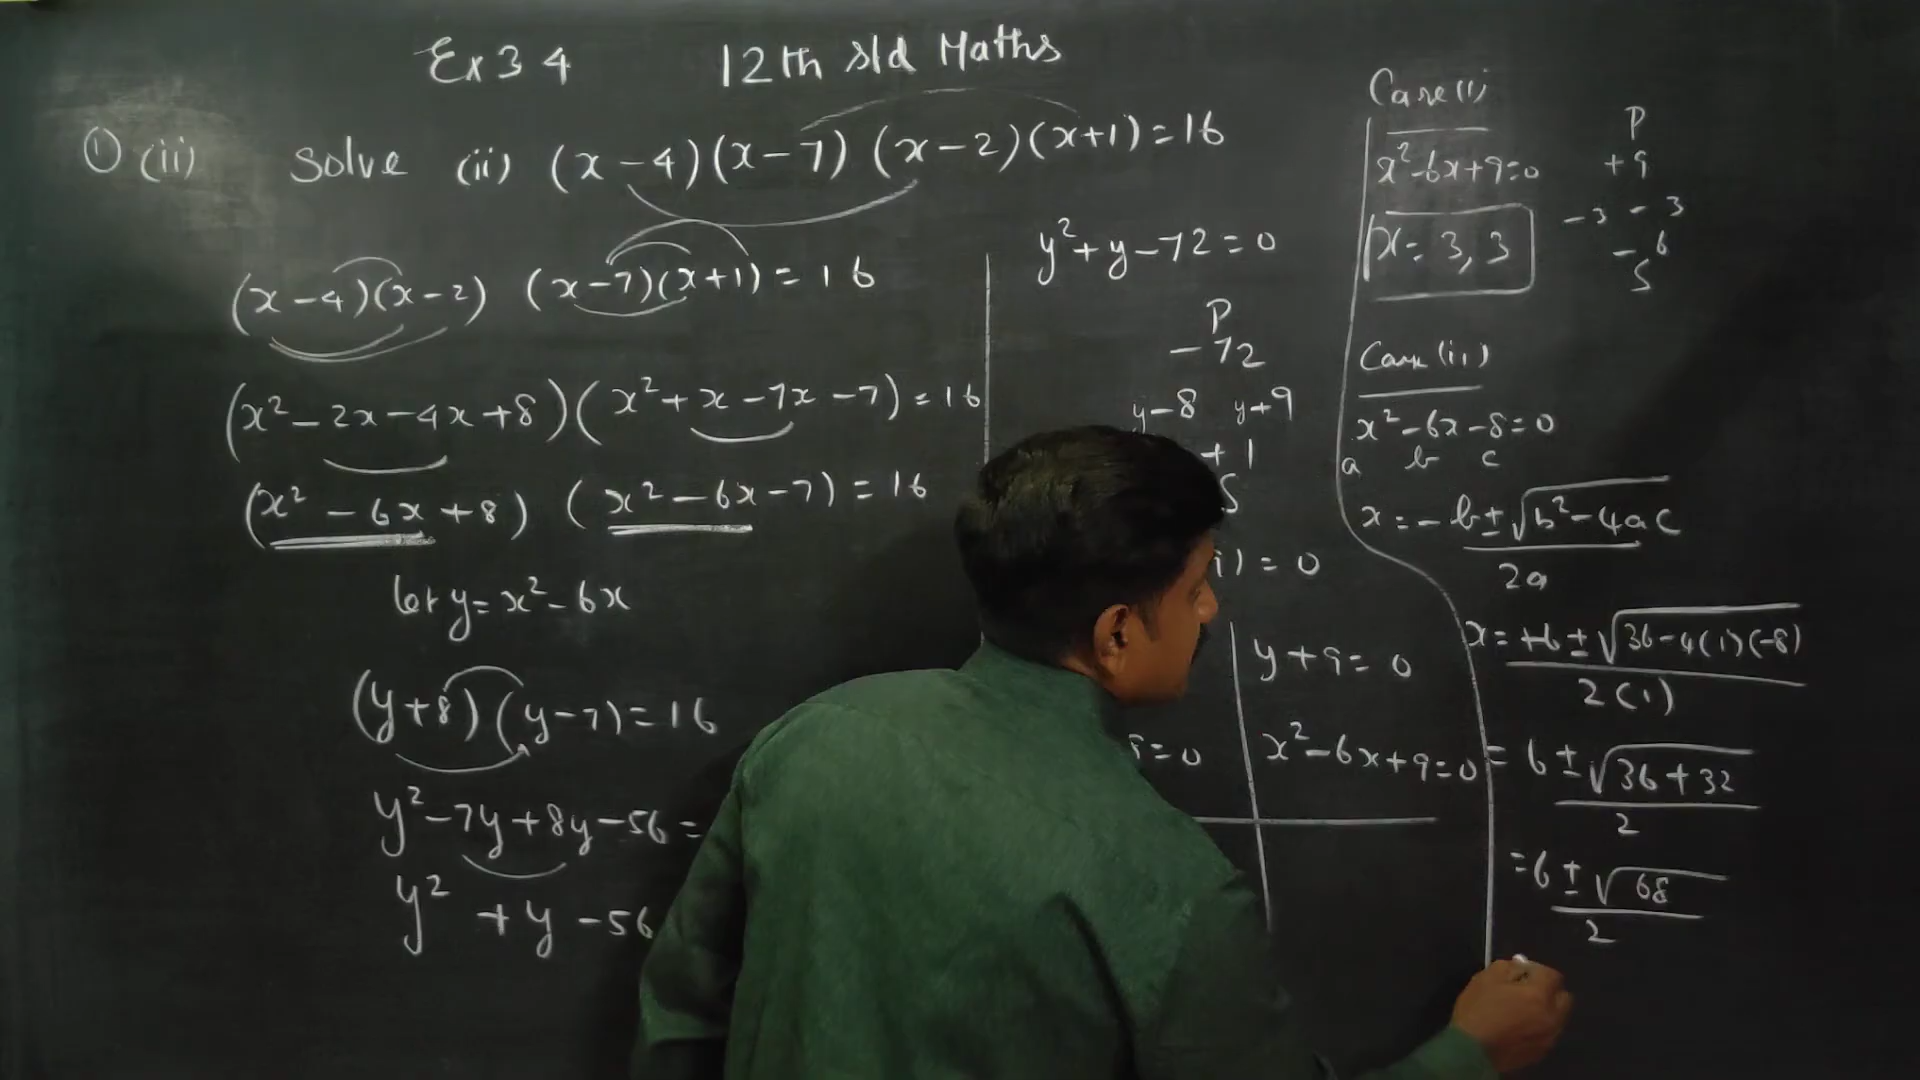 Ex 3 4 12th std Maths
① (ii) Solve (ii) (x-4)(x-7)(x-2)(x+1)=16
(x-4)(x-2) (x-7)(x+1)=16
(x²-2x-4x+8)(x²+x-7x-7)=16
(x²-6x+8) (x²-6x-7)=16
let y=x²-6x
(y+8)(y-7)=16
y²-7y+8y-56=
y²+y-56
y²+y-72=0
P
-72
y-8 y+9
+1
S
)=0
y+9=0
=0
x²-6x+9=0
Case(i)
x²-6x+9=0
x=3,3
P
+9
-3 -3
-6
S
Case(ii)
x²-6x-8=0
a b c
x=-b±√b²-4ac
2a
x=+6±√36-4(1)(-8)
2(1)
=6±√36+32
2
=6±√68
2